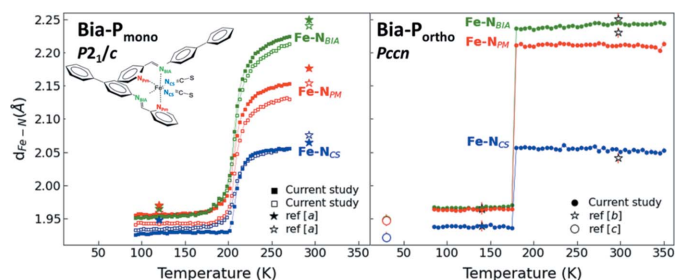 Bia-Pmono
P21/c
NBIA
NPM
NCS
C
S
Fe
NCS
C
S
NBIA
NPM
Fe-NBIA
Fe-NPM
Fe-NCS
Current study
Current study
ref [a]
ref [a]
2.25
2.20
2.15
2.10
2.05
2.00
1.95
dFe−N(Å)
50 100 150 200 250 300 350
Temperature (K)
Bia-Portho
Pccn
Fe-NBIA
Fe-NPM
Fe-NCS
Current study
ref [b]
ref [c]
50 100 150 200 250 300 350
Temperature (K)